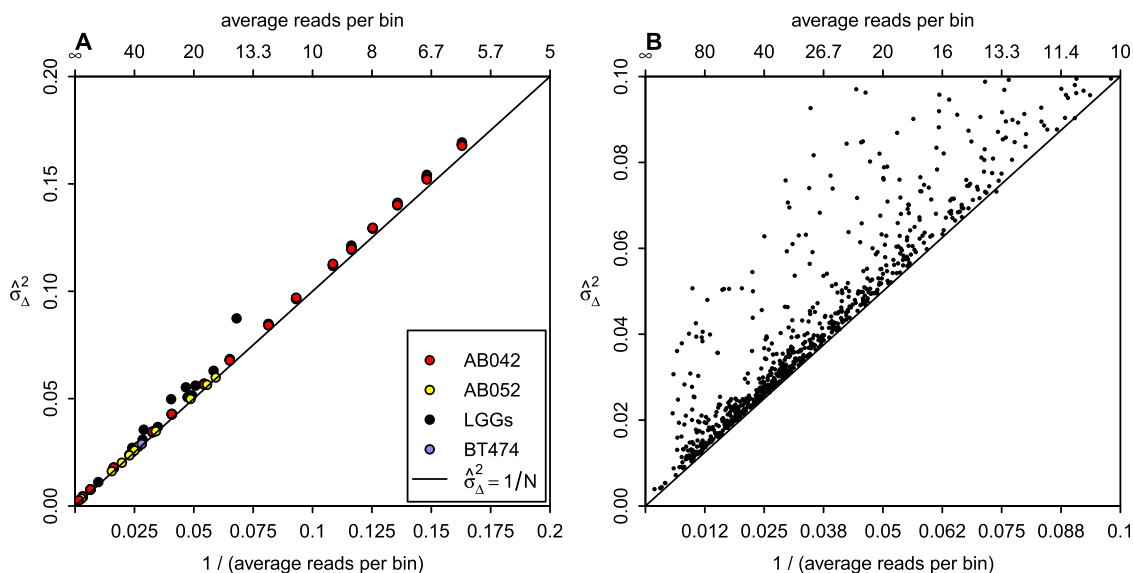 average reads per bin
A
∞ 40 20 13.3 10 8 6.7 5.7 5
0.20
0.15
0.10
0.05
0.00
σ̂Δ²
AB042
AB052
LGGs
BT474
σ̂Δ² = 1/N
0.025 0.05 0.075 0.1 0.125 0.15 0.175 0.2
1 / (average reads per bin)
average reads per bin
B
∞ 80 40 26.7 20 16 13.3 11.4 10
0.10
0.08
0.06
0.04
0.02
0.00
σ̂Δ²
0.012 0.025 0.038 0.05 0.062 0.075 0.088 0.1
1 / (average reads per bin)